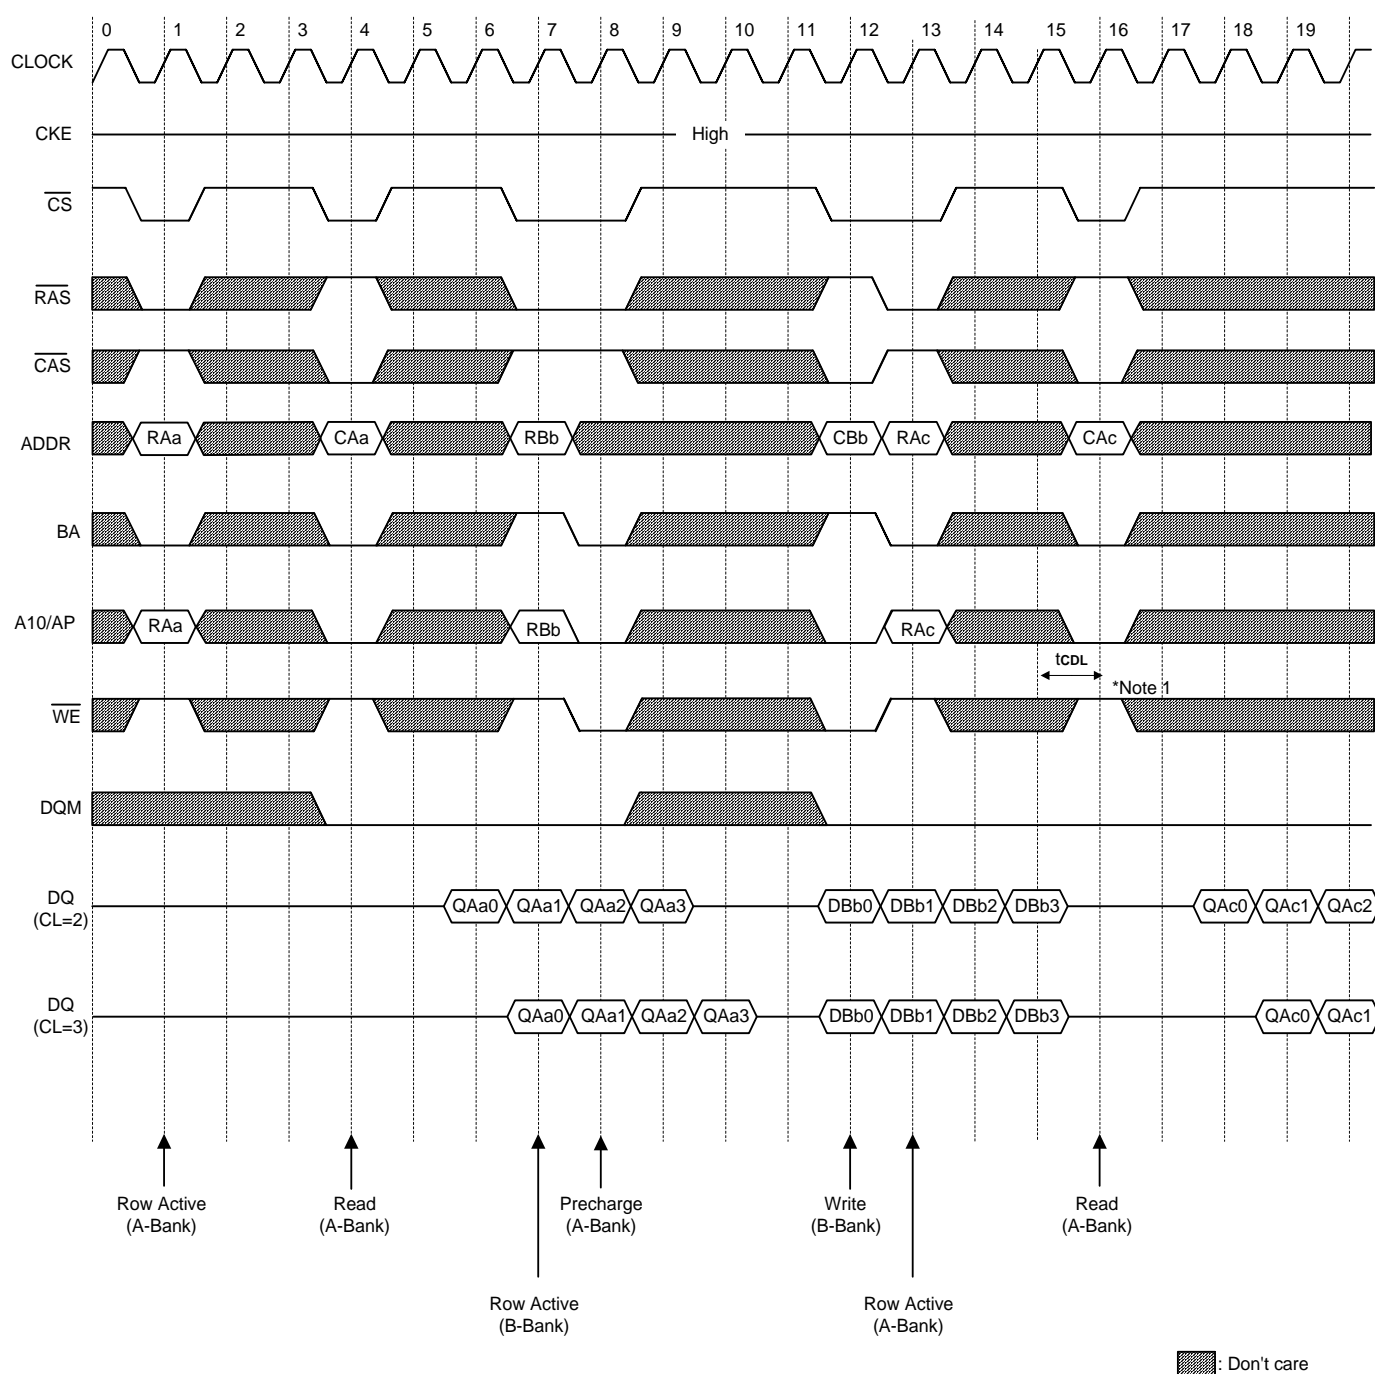 0 1 2 3 4 5 6 7 8 9 10 11 12 13 14 15 16 17 18 19
CLOCK
CKE High
CS
RAS
CAS
ADDR RAa CAa RBb CBb RAc CAc
BA
A10/AP RAa RBb RAc
tCDL
*Note 1
WE
DQM
DQ
(CL=2)
QAa0 QAa1 QAa2 QAa3 DBb0 DBb1 DBb2 DBb3 QAc0 QAc1 QAc2
DQ
(CL=3)
QAa0 QAa1 QAa2 QAa3 DBb0 DBb1 DBb2 DBb3 QAc0 QAc1
Row Active
(A-Bank)
Read
(A-Bank)
Precharge
(A-Bank)
Write
(B-Bank)
Read
(A-Bank)
Row Active
(B-Bank)
Row Active
(A-Bank)
: Don't care